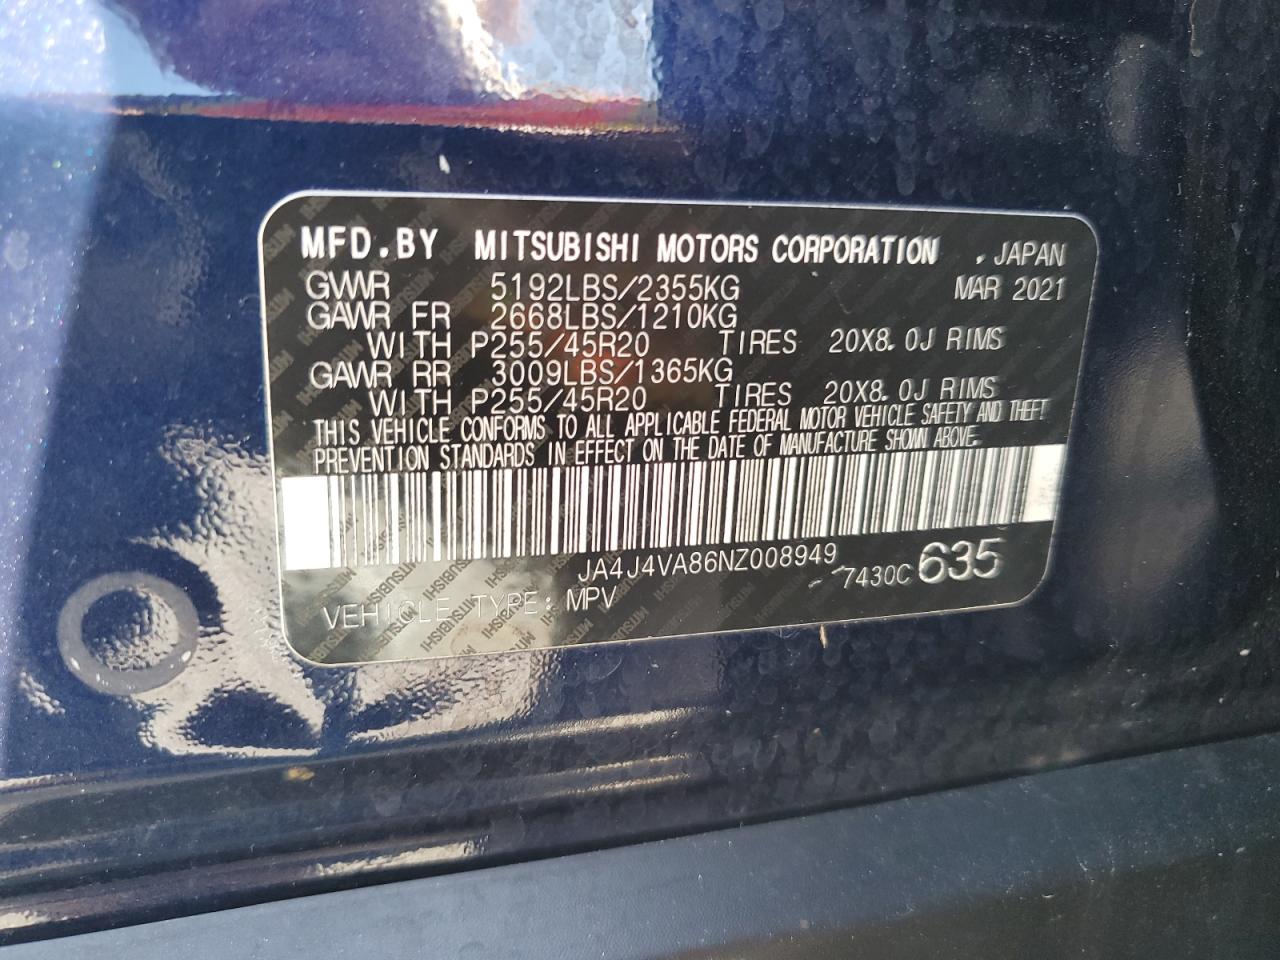 MFD.BY MITSUBISHI MOTORS CORPORATION . JAPAN
GVWR 5192LBS/2355KG MAR 2021
GAWR FR 2668LBS/1210KG
WITH P255/45R20 TIRES 20X8.0J RIMS
GAWR RR 3009LBS/1365KG
WITH P255/45R20 TIRES 20X8.0J RIMS
THIS VEHICLE CONFORMS TO ALL APPLICABLE FEDERAL MOTOR VEHICLE SAFETY AND THEFT
PREVENTION STANDARDS IN EFFECT ON THE DATE OF MANUFACTURE SHOWN ABOVE.
JA4J4VA86NZ008949
7430C 635
VEHICLE TYPE: MPV